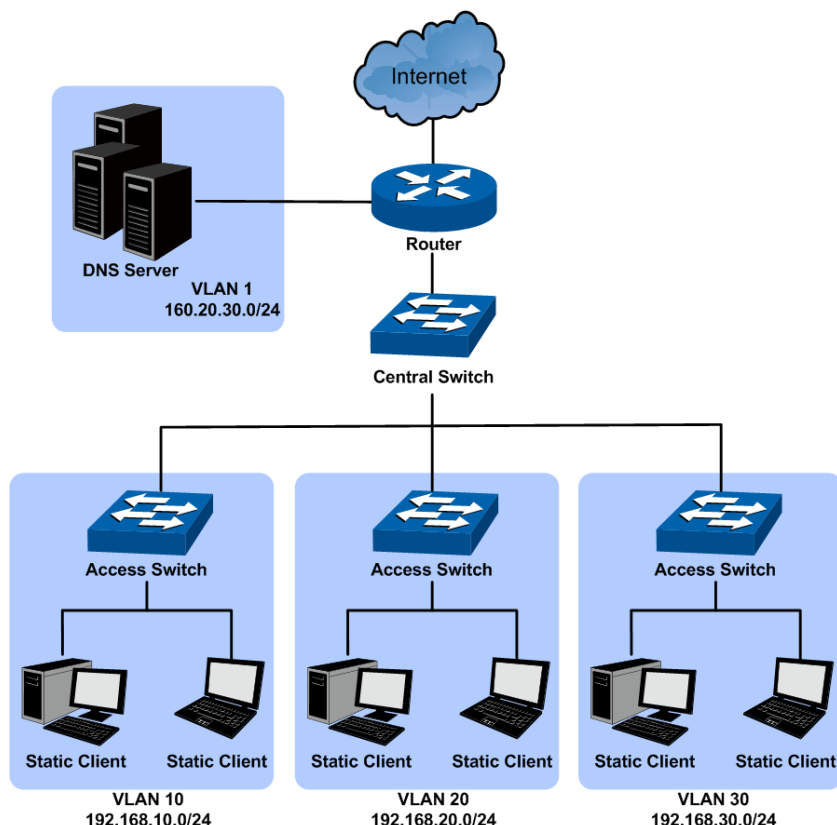 Internet
Router
DNS Server
VLAN 1
160.20.30.0/24
Central Switch
Access Switch
Access Switch
Access Switch
Static Client
Static Client
Static Client
Static Client
Static Client
Static Client
VLAN 10
192.168.10.0/24
VLAN 20
192.168.20.0/24
VLAN 30
192.168.30.0/24